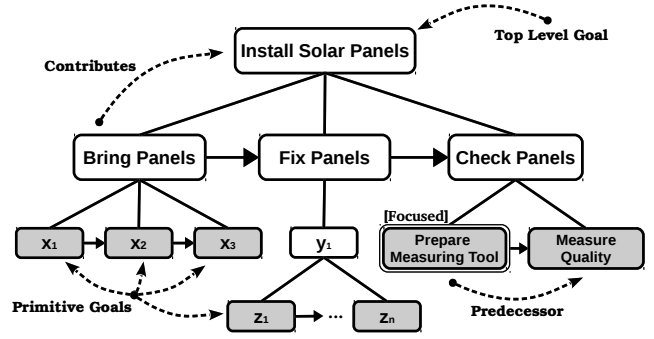 Top Level Goal
Install Solar Panels
Contributes
Bring Panels
Fix Panels
Check Panels
[Focused]
x1
x2
x3
y1
Prepare
Measuring Tool
Measure
Quality
Primitive Goals
Predecessor
z1
...
zn